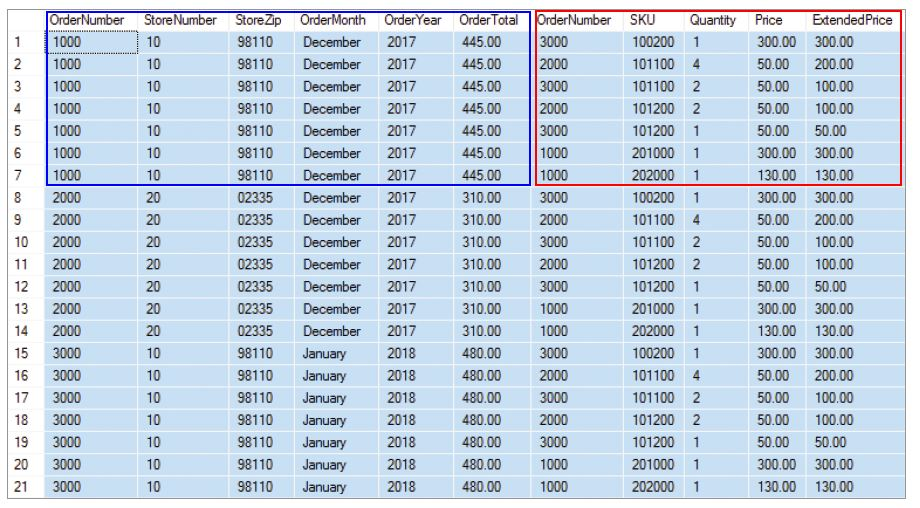 OrderNumber StoreNumber StoreZip OrderMonth OrderYear OrderTotal OrderNumber SKU Quantity Price ExtendedPrice
1 1000 10 98110 December 2017 445.00 3000 100200 1 300.00 300.00
2 1000 10 98110 December 2017 445.00 2000 101100 4 50.00 200.00
3 1000 10 98110 December 2017 445.00 3000 101100 2 50.00 100.00
4 1000 10 98110 December 2017 445.00 2000 101200 2 50.00 100.00
5 1000 10 98110 December 2017 445.00 3000 101200 1 50.00 50.00
6 1000 10 98110 December 2017 445.00 1000 201000 1 300.00 300.00
7 1000 10 98110 December 2017 445.00 1000 202000 1 130.00 130.00
8 2000 20 02335 December 2017 310.00 3000 100200 1 300.00 300.00
9 2000 20 02335 December 2017 310.00 2000 101100 4 50.00 200.00
10 2000 20 02335 December 2017 310.00 3000 101100 2 50.00 100.00
11 2000 20 02335 December 2017 310.00 2000 101200 2 50.00 100.00
12 2000 20 02335 December 2017 310.00 3000 101200 1 50.00 50.00
13 2000 20 02335 December 2017 310.00 1000 201000 1 300.00 300.00
14 2000 20 02335 December 2017 310.00 1000 202000 1 130.00 130.00
15 3000 10 98110 January 2018 480.00 3000 100200 1 300.00 300.00
16 3000 10 98110 January 2018 480.00 2000 101100 4 50.00 200.00
17 3000 10 98110 January 2018 480.00 3000 101100 2 50.00 100.00
18 3000 10 98110 January 2018 480.00 2000 101200 2 50.00 100.00
19 3000 10 98110 January 2018 480.00 3000 101200 1 50.00 50.00
20 3000 10 98110 January 2018 480.00 1000 201000 1 300.00 300.00
21 3000 10 98110 January 2018 480.00 1000 202000 1 130.00 130.00